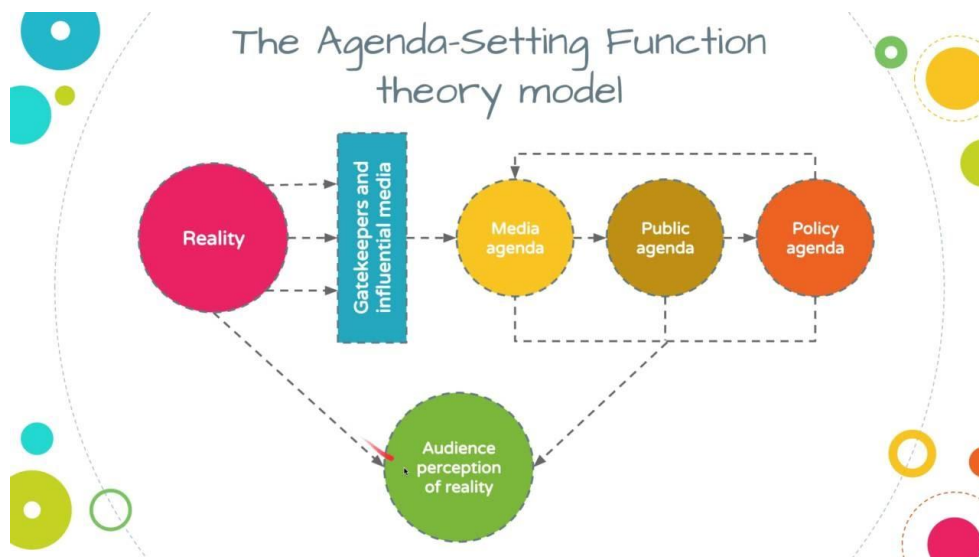 The Agenda-Setting Function
theory model
Reality
Gatekeepers and
influential media
Media
agenda
Public
agenda
Policy
agenda
Audience
perception
of reality